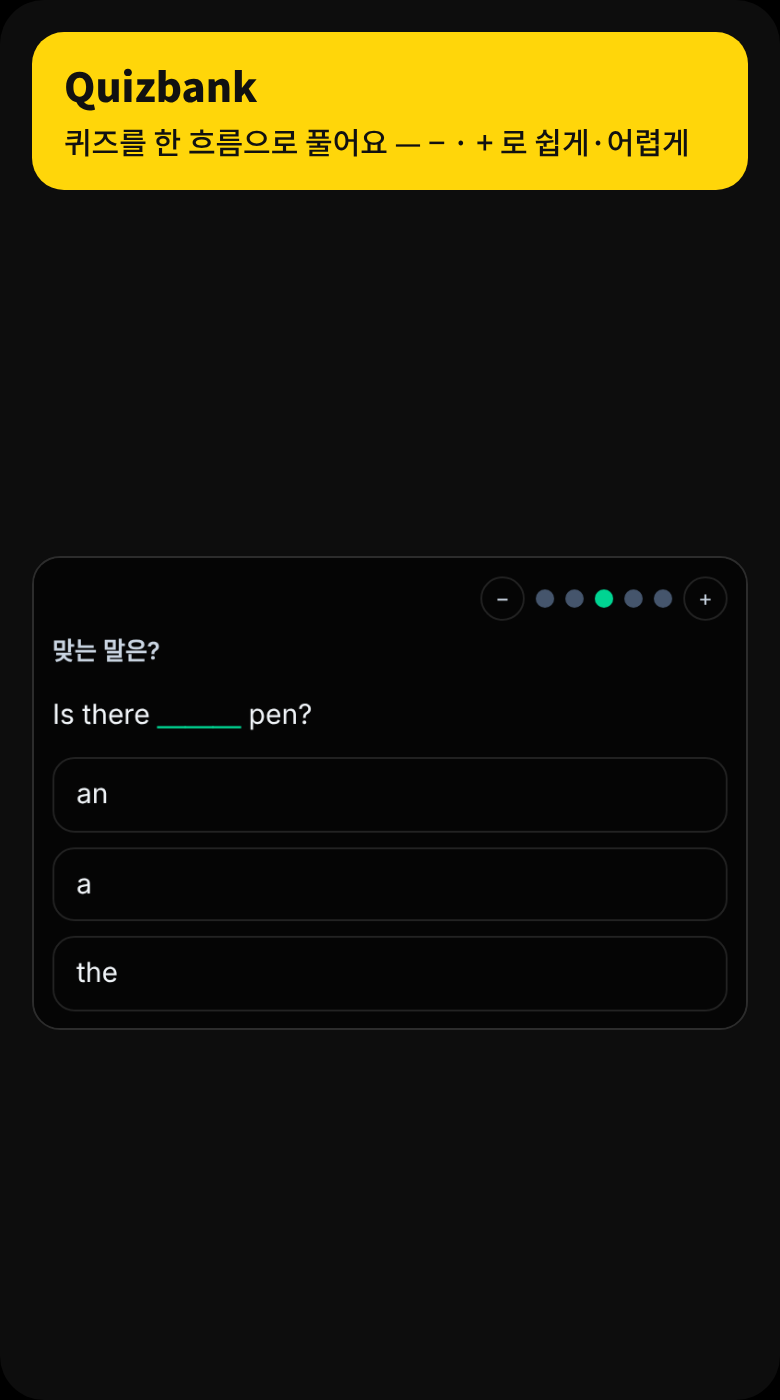 Quizbank
퀴즈를 한 흐름으로 풀어요 — − · + 로 쉽게·어렵게
− +
맞는 말은?
Is there ______ pen?
an
a
the